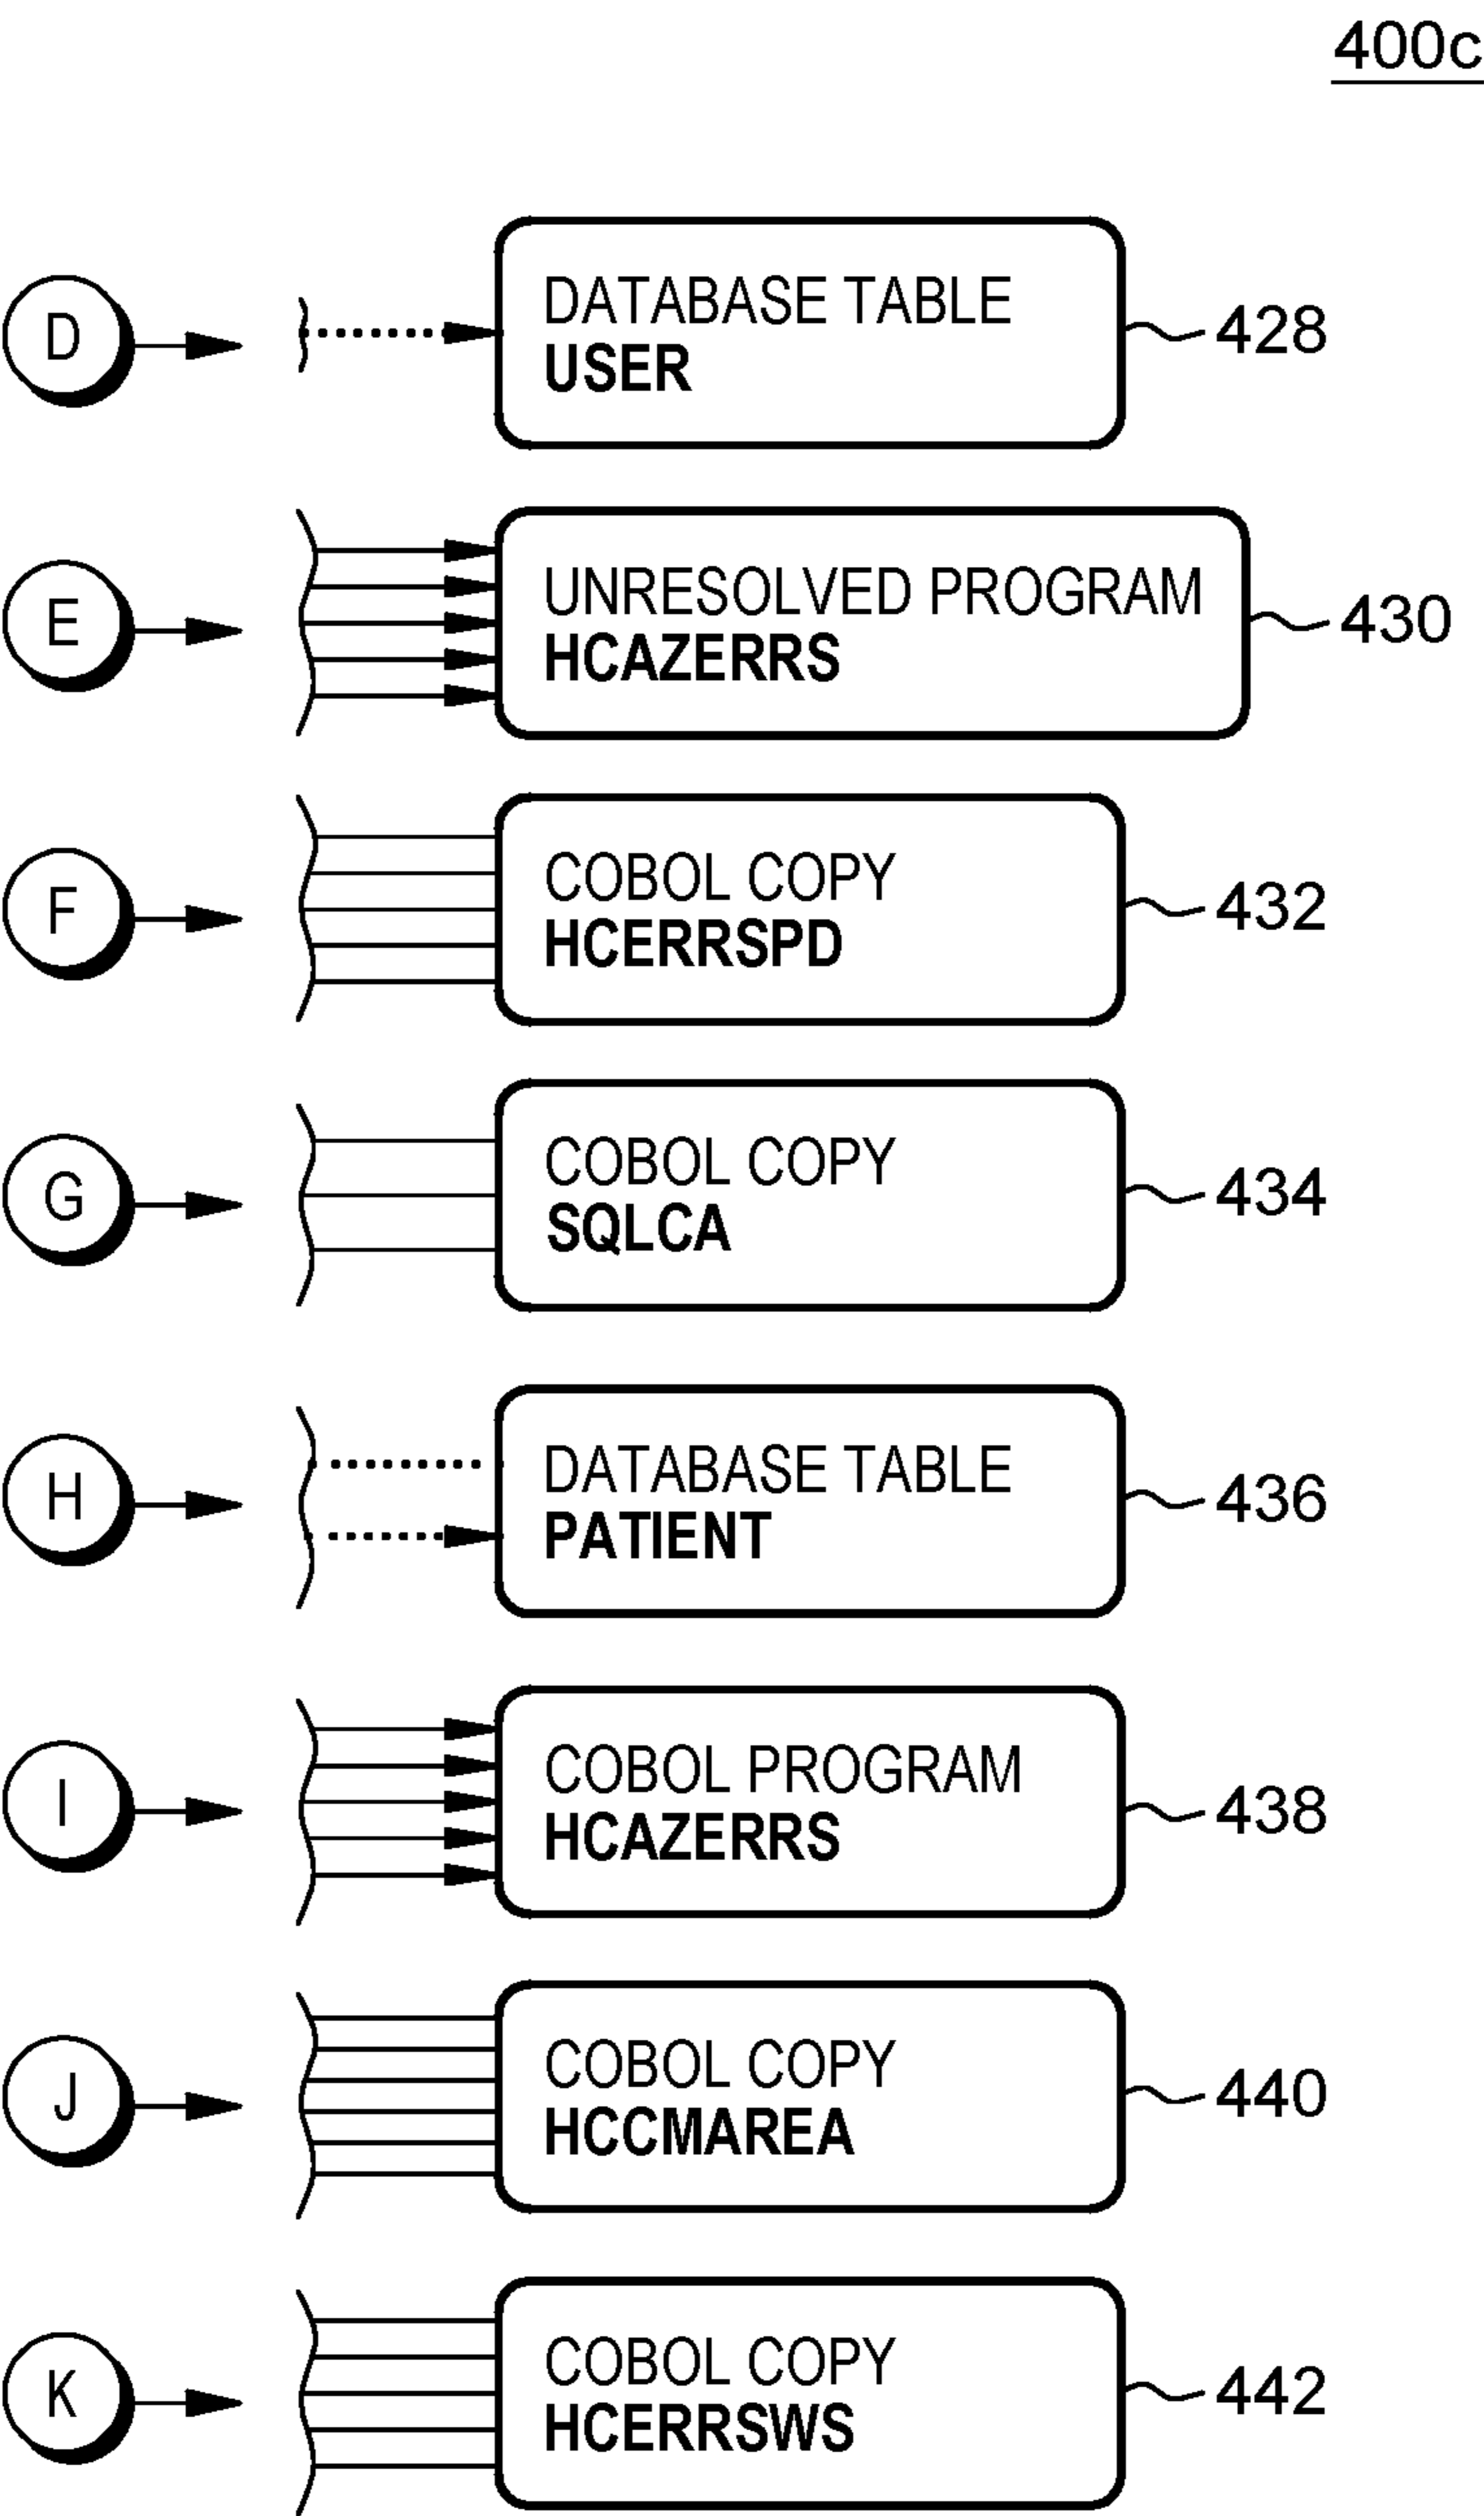 400c
D
DATABASE TABLE
USER
428
E
UNRESOLVED PROGRAM
HCAZERRS
430
F
COBOL COPY
HCERRSPD
432
G
COBOL COPY
SQLCA
434
H
DATABASE TABLE
PATIENT
436
I
COBOL PROGRAM
HCAZERRS
438
J
COBOL COPY
HCCMAREA
440
K
COBOL COPY
HCERRSWS
442